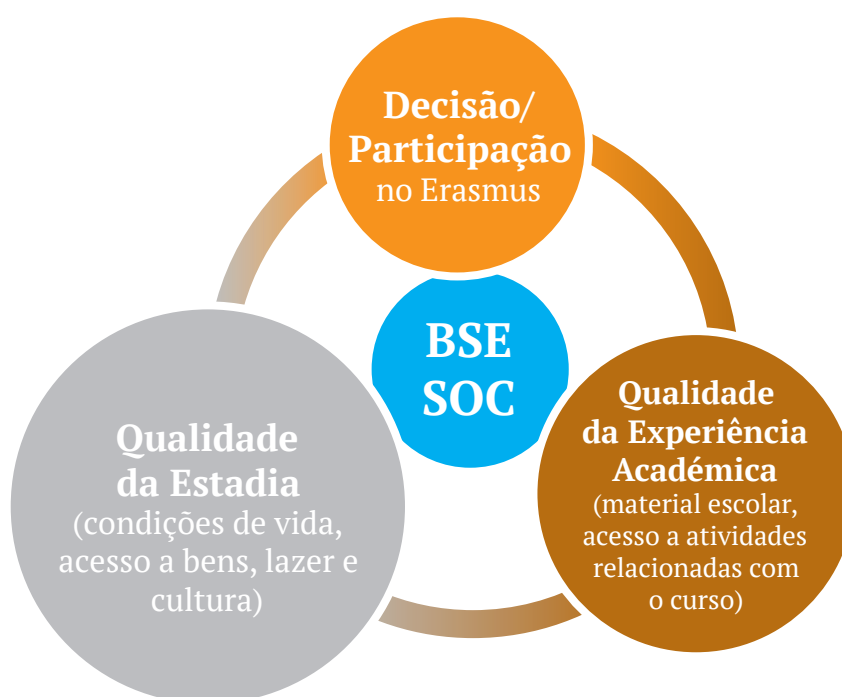 Decisão/
Participação
no Erasmus
BSE
SOC
Qualidade
da Estadia
(condições de vida,
acesso a bens, lazer e
cultura)
Qualidade
da Experiência
Académica
(material escolar,
acesso a atividades
relacionadas com
o curso)